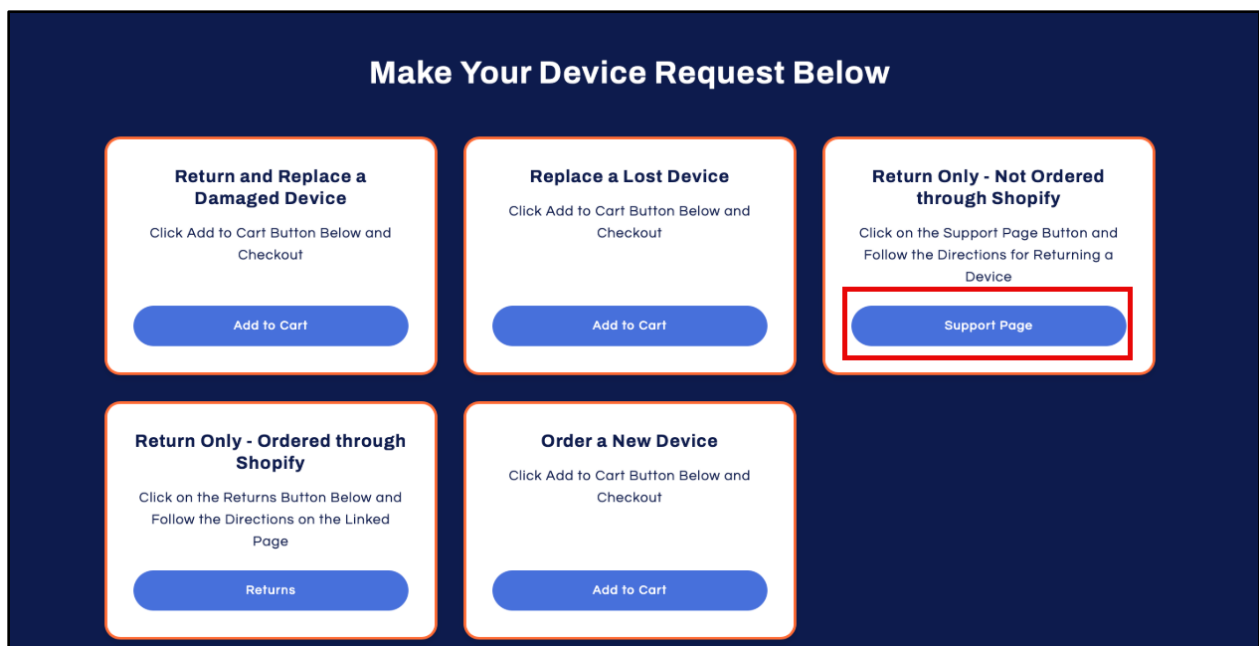 Make Your Device Request Below
Return and Replace a
Damaged Device
Click Add to Cart Button Below and
Checkout
Add to Cart
Replace a Lost Device
Click Add to Cart Button Below and
Checkout
Add to Cart
Return Only - Not Ordered
through Shopify
Click on the Support Page Button and
Follow the Directions for Returning a
Device
Support Page
Return Only - Ordered through
Shopify
Click on the Returns Button Below and
Follow the Directions on the Linked
Page
Returns
Order a New Device
Click Add to Cart Button Below and
Checkout
Add to Cart